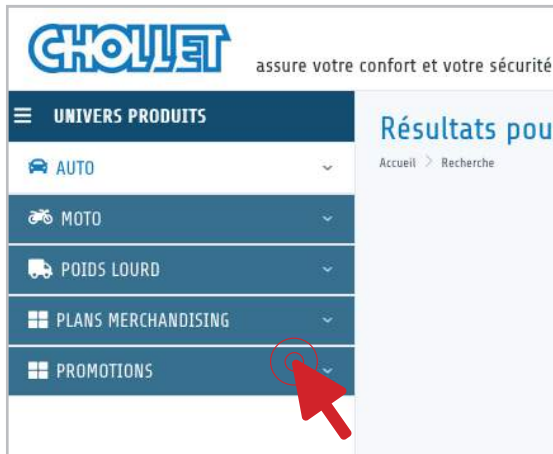 CHOLLET
assure votre confort et votre sécurité
UNIVERS PRODUITS
AUTO
MOTO
POIDS LOURD
PLANS MERCHANDISING
PROMOTIONS
Résultats pou
Accueil > Recherche